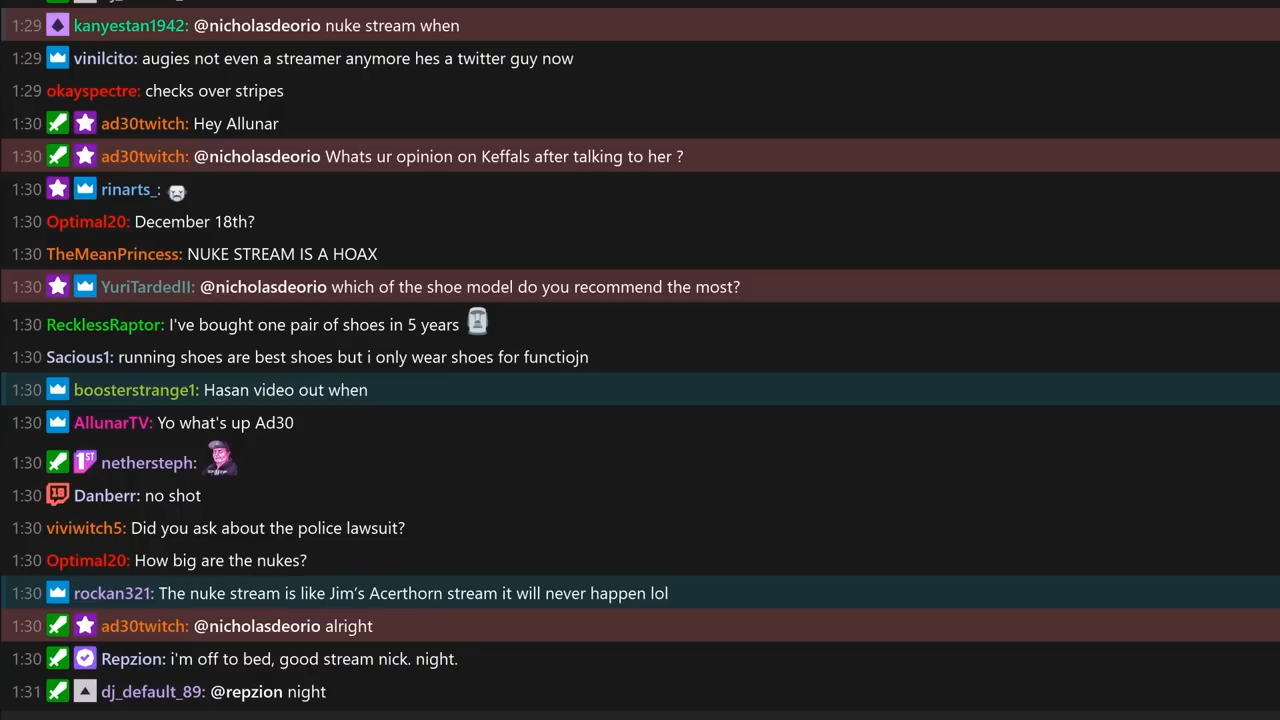 1:29 kanyestan1942: @nicholasdeorio nuke stream when
1:29 vinilcito: augies not even a streamer anymore hes a twitter guy now
1:29 okayspectre: checks over stripes
1:30 ad30twitch: Hey Allunar
1:30 ad30twitch: @nicholasdeorio Whats ur opinion on Keffals after talking to her ?
1:30 rinarts_:
1:30 Optimal20: December 18th?
1:30 TheMeanPrincess: NUKE STREAM IS A HOAX
1:30 YuriTardedII: @nicholasdeorio which of the shoe model do you recommend the most?
1:30 RecklessRaptor: I've bought one pair of shoes in 5 years
1:30 Sacious1: running shoes are best shoes but i only wear shoes for functiojn
1:30 boosterstrange1: Hasan video out when
1:30 AllunarTV: Yo what's up Ad30
1:30 1ST nethersteph:
1:30 18 Danberr: no shot
1:30 viviwitch5: Did you ask about the police lawsuit?
1:30 Optimal20: How big are the nukes?
1:30 rockan321: The nuke stream is like Jim's Acerthorn stream it will never happen lol
1:30 ad30twitch: @nicholasdeorio alright
1:30 Repzion: i'm off to bed, good stream nick. night.
1:31 dj_default_89: @repzion night